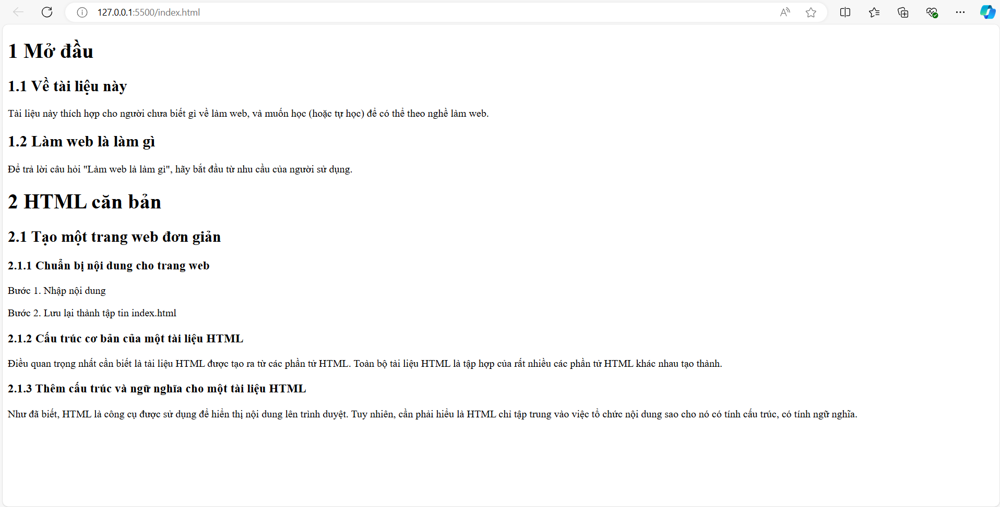 127.0.0.1:5500/index.html
1 Mở đầu
1.1 Về tài liệu này
Tài liệu này thích hợp cho người chưa biết gì về làm web, và muốn học (hoặc tự học) để có thể theo nghề làm web.
1.2 Làm web là làm gì
Để trả lời câu hỏi "Làm web là làm gì", hãy bắt đầu từ nhu cầu của người sử dụng.
2 HTML căn bản
2.1 Tạo một trang web đơn giản
2.1.1 Chuẩn bị nội dung cho trang web
Bước 1. Nhập nội dung
Bước 2. Lưu lại thành tập tin index.html
2.1.2 Cấu trúc cơ bản của một tài liệu HTML
Điều quan trọng nhất cần biết là tài liệu HTML được tạo ra từ các phần tử HTML. Toàn bộ tài liệu HTML là tập hợp của rất nhiều các phần tử HTML khác nhau tạo thành.
2.1.3 Thêm cấu trúc và ngữ nghĩa cho một tài liệu HTML
Như đã biết, HTML là công cụ được sử dụng để hiển thị nội dung lên trình duyệt. Tuy nhiên, cần phải hiểu là HTML chỉ tập trung vào việc tổ chức nội dung sao cho nó có tính cấu trúc, có tính ngữ nghĩa.